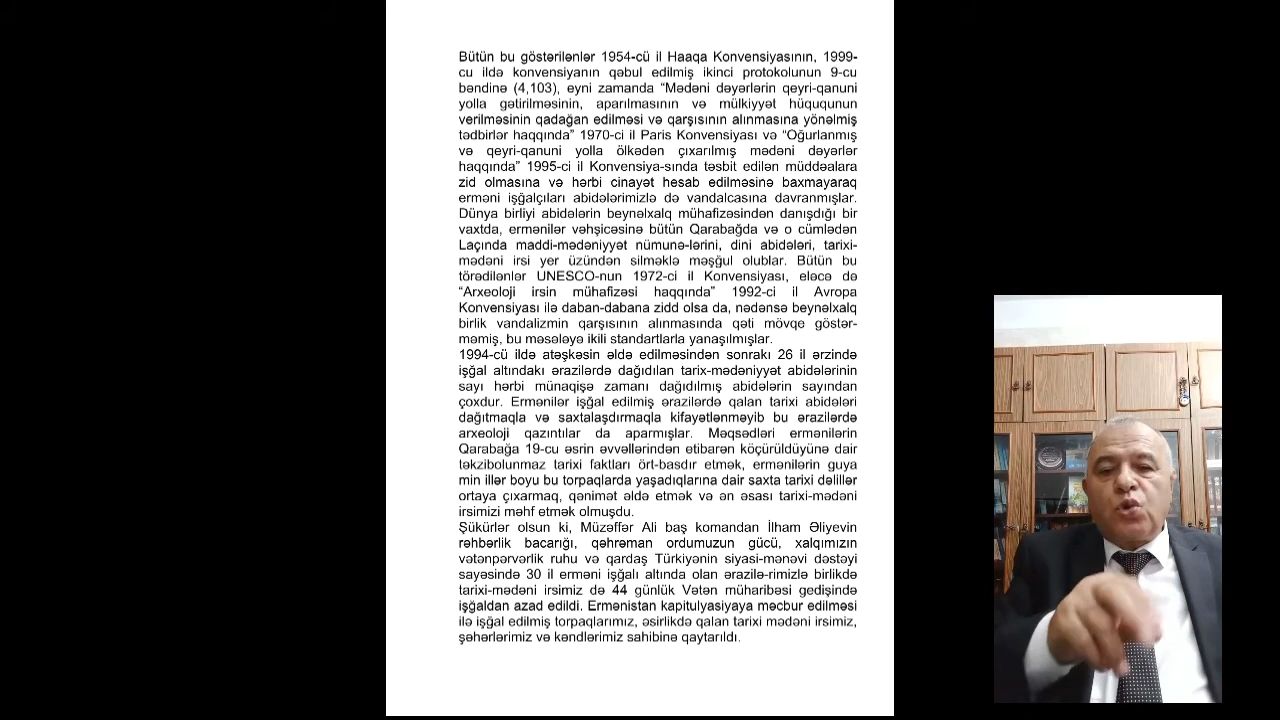 Bütün bu göstərilənlər 1954-cü il Haaqa Konvensiyasının, 1999-
cu ildə konvensiyanın qəbul edilmiş ikinci protokolunun 9-cu
bəndinə (4,103), eyni zamanda “Mədəni dəyərlərin qeyri-qanuni
yolla gətirilməsinin, aparılmasının və mülkiyyət hüququnun
verilməsinin qadağan edilməsi və qarşısının alınmasına yönəlmiş
tədbirlər haqqında” 1970-ci il Paris Konvensiyası və “Oğurlanmış
və qeyri-qanuni yolla ölkədən çıxarılmış mədəni dəyərlər
haqqında” 1995-ci il Konvensiya-sında təsbit edilən müddəalara
zid olmasına və hərbi cinayət hesab edilməsinə baxmayaraq
erməni işğalçıları abidələrimizlə də vandalcasına davranmışlar.
Dünya birliyi abidələrin beynəlxalq mühafizəsindən danışdığı bir
vaxtda, ermənilər vəhşicəsinə bütün Qarabağda və o cümlədən
Laçında maddi-mədəniyyət nümunə-lərini, dini abidələri, tarixi-
mədəni irsi yer üzündən silməklə məşğul olublar. Bütün bu
törədilənlər UNESCO-nun 1972-ci il Konvensiyası, eləcə də
“Arxeoloji irsin mühafizəsi haqqında” 1992-ci il Avropa
Konvensiyası ilə daban-dabana zidd olsa da, nədənsə beynəlxalq
birlik vandalizmin qarşısının alınmasında qəti mövqe göstər-
məmiş, bu məsələyə ikili standartlarla yanaşılmışlar.
1994-cü ildə atəşkəsin əldə edilməsindən sonrakı 26 il ərzində
işğal altındakı ərazilərdə dağıdılan tarix-mədəniyyət abidələrinin
sayı hərbi münaqişə zamanı dağıdılmış abidələrin sayından
çoxdur. Ermənilər işğal edilmiş ərazilərdə qalan tarixi abidələri
dağıtmaqla və saxtalaşdırmaqla kifayətlənməyib bu ərazilərdə
arxeoloji qazıntılar da aparmışlar. Məqsədləri ermənilərin
Qarabağa 19-cu əsrin əvvəllərindən etibarən köçürüldüyünə dair
təkzibolunmaz tarixi faktları ört-basdır etmək, ermənilərin guya
min illər boyu bu torpaqlarda yaşadıqlarına dair saxta tarixi dəlillər
ortaya çıxarmaq, qənimət əldə etmək və ən əsası tarixi-mədəni
irsimizi məhf etmək olmuşdu.
Şükürlər olsun ki, Müzəffər Ali baş komandan İlham Əliyevin
rəhbərlik bacarığı, qəhrəman ordumuzun gücü, xalqımızın
vətənpərvərlik ruhu və qardaş Türkiyənin siyasi-mənəvi dəstəyi
sayəsində 30 il erməni işğalı altında olan ərazilə-rimizlə birlikdə
tarixi-mədəni irsimiz də 44 günlük Vətən müharibəsi gedişində
işğaldan azad edildi. Ermənistan kapitulyasiyaya məcbur edilməsi
ilə işğal edilmiş torpaqlarımız, əsirlikdə qalan tarixi mədəni irsimiz,
şəhərlərimiz və kəndlərimiz sahibinə qaytarıldı.